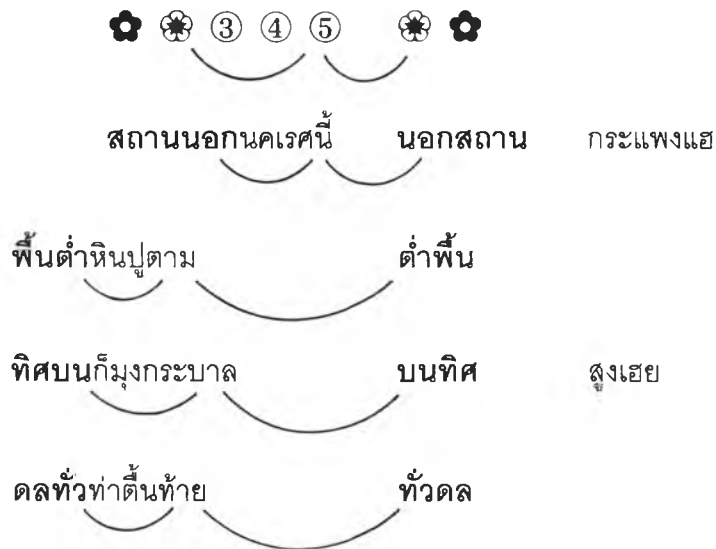 ③ ④ ⑤
สถานนอกนคเรศนี้ นอกสถาน กระแพงแฮ
พื้นต่ำหินปูตาม ต่ำพื้น
ทิศบนก็มุงกระบาล บนทิศ สูงเฮย
ดลทั่วท่าตื้นท้าย ทั่วดล